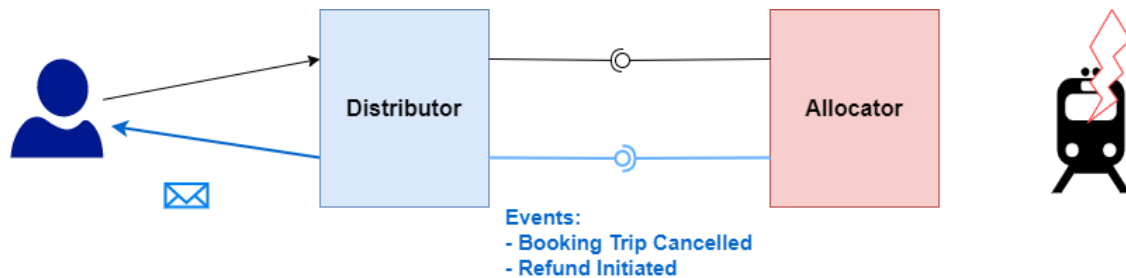 Distributor
Allocator
Events:
- Booking Trip Cancelled
- Refund Initiated